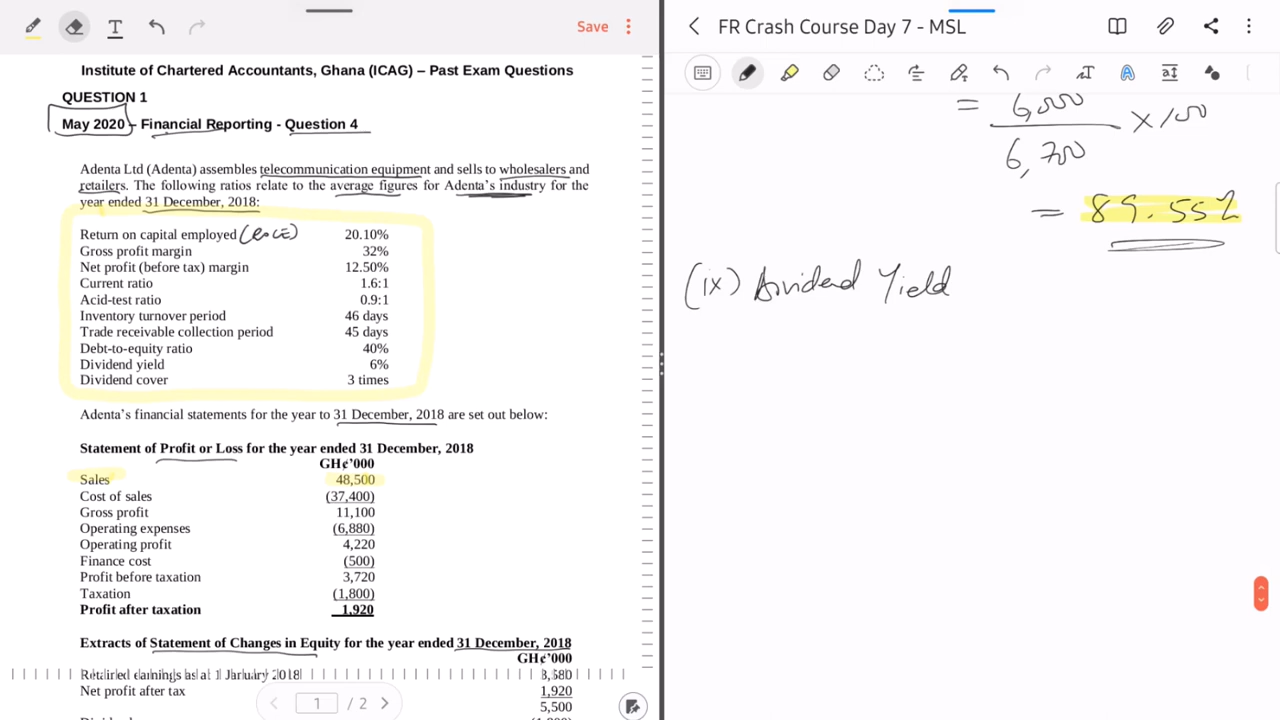 Save
Institute of Chartered Accountants, Ghana (ICAG) – Past Exam Questions
QUESTION 1
May 2020 – Financial Reporting - Question 4
Adenta Ltd (Adenta) assembles telecommunication equipment and sells to wholesalers and
retailers. The following ratios relate to the average figures for Adenta's industry for the
year ended 31 December, 2018:
Return on capital employed (ROCE) 20.10%
Gross profit margin 32%
Net profit (before tax) margin 12.50%
Current ratio 1.6:1
Acid-test ratio 0.9:1
Inventory turnover period 46 days
Trade receivable collection period 45 days
Debt-to-equity ratio 40%
Dividend yield 6%
Dividend cover 3 times
Adenta's financial statements for the year to 31 December, 2018 are set out below:
Statement of Profit or Loss for the year ended 31 December, 2018
GH¢'000
Sales 48,500
Cost of sales (37,400)
Gross profit 11,100
Operating expenses (6,880)
Operating profit 4,220
Finance cost (500)
Profit before taxation 3,720
Taxation (1,800)
Profit after taxation 1,920
Extracts of Statement of Changes in Equity for the year ended 31 December, 2018
GH¢'000
Retained earnings as at 1 January 2018 3,580
Net profit after tax 1,920
5,500
1 / 2
FR Crash Course Day 7 - MSL
= 6,000 × 100
6,700
= 89.55%
(ix) Dividend Yield